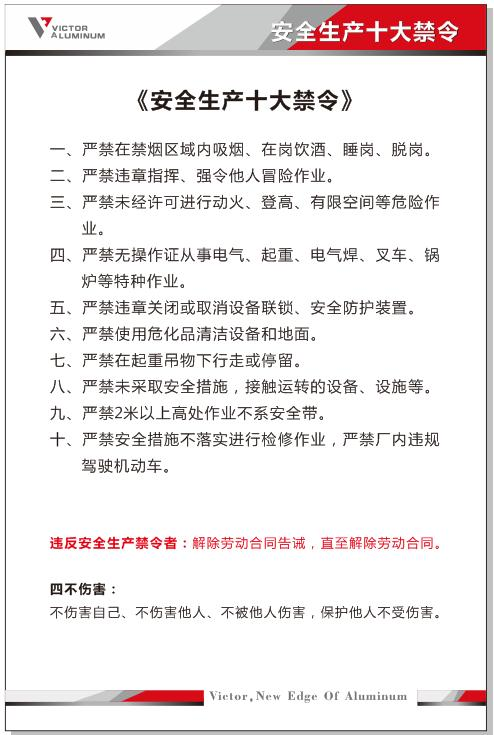 VICTOR
ALUMINUM
安全生产十大禁令
《安全生产十大禁令》
一、严禁在禁烟区域内吸烟、在岗饮酒、睡岗、脱岗。
二、严禁违章指挥、强令他人冒险作业。
三、严禁未经许可进行动火、登高、有限空间等危险作
业。
四、严禁无操作证从事电气、起重、电气焊、叉车、锅
炉等特种作业。
五、严禁违章关闭或取消设备联锁、安全防护装置。
六、严禁使用危化品清洁设备和地面。
七、严禁在起重吊物下行走或停留。
八、严禁未采取安全措施，接触运转的设备、设施等。
九、严禁2米以上高处作业不系安全带。
十、严禁安全措施不落实进行检修作业，严禁厂内违规
驾驶机动车。
违反安全生产禁令者：解除劳动合同告诫，直至解除劳动合同。
四不伤害：
不伤害自己、不伤害他人、不被他人伤害，保护他人不受伤害。
Victor,New Edge Of Aluminum